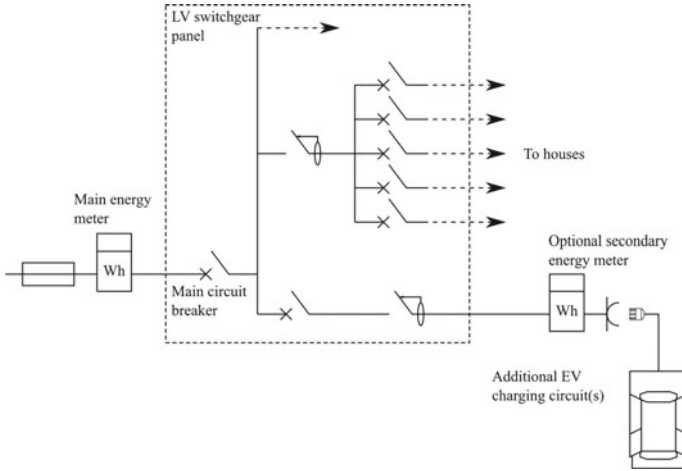 LV switchgear
panel
To houses
Main energy
meter
Wh
Main circuit
breaker
Optional secondary
energy meter
Wh
Additional EV
charging circuit(s)